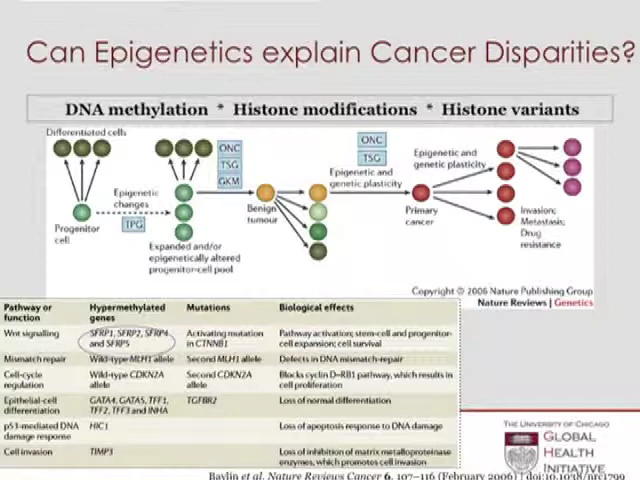 Can Epigenetics explain Cancer Disparities?
DNA methylation * Histone modifications * Histone variants
Differentiated cells
Progenitor
cell
Epigenetic
changes
TPG
Expanded and/or
epigenetically altered
progenitor-cell pool
ONC
TSG
GKM
Benign
tumour
ONC
TSG
Epigenetic and
genetic plasticity
Primary
cancer
Epigenetic and
genetic plasticity
Invasion;
Metastasis;
Drug
resistance
Copyright © 2006 Nature Publishing Group
Nature Reviews | Genetics
Pathway or function Hypermethylated genes Mutations Biological effects
Wnt signalling SFRP1, SFRP2, SFRP4 and SFRP5 Activating mutation in CTNNB1 Pathway activation; stem-cell and progenitor-cell expansion; cell survival
Mismatch repair Wild-type MLH1 allele Second MLH1 allele Defects in DNA mismatch-repair
Cell-cycle regulation Wild-type CDKN2A allele Second CDKN2A allele Blocks cyclin D–RB1 pathway, which results in cell proliferation
Epithelial-cell differentiation GATA4, GATA5, TFF1, TFF2, TFF3 and INHA TGFBR2 Loss of normal differentiation
p53-mediated DNA damage response HIC1 Loss of apoptosis response to DNA damage
Cell invasion TIMP3 Loss of inhibition of matrix metalloproteinase enzymes, which promotes cell invasion
THE UNIVERSITY OF CHICAGO
GLOBAL
HEALTH
INITIATIVE
Baylin et al. Nature Reviews Cancer 6, 107–116 (February 2006) | doi:10.1038/nrc1799